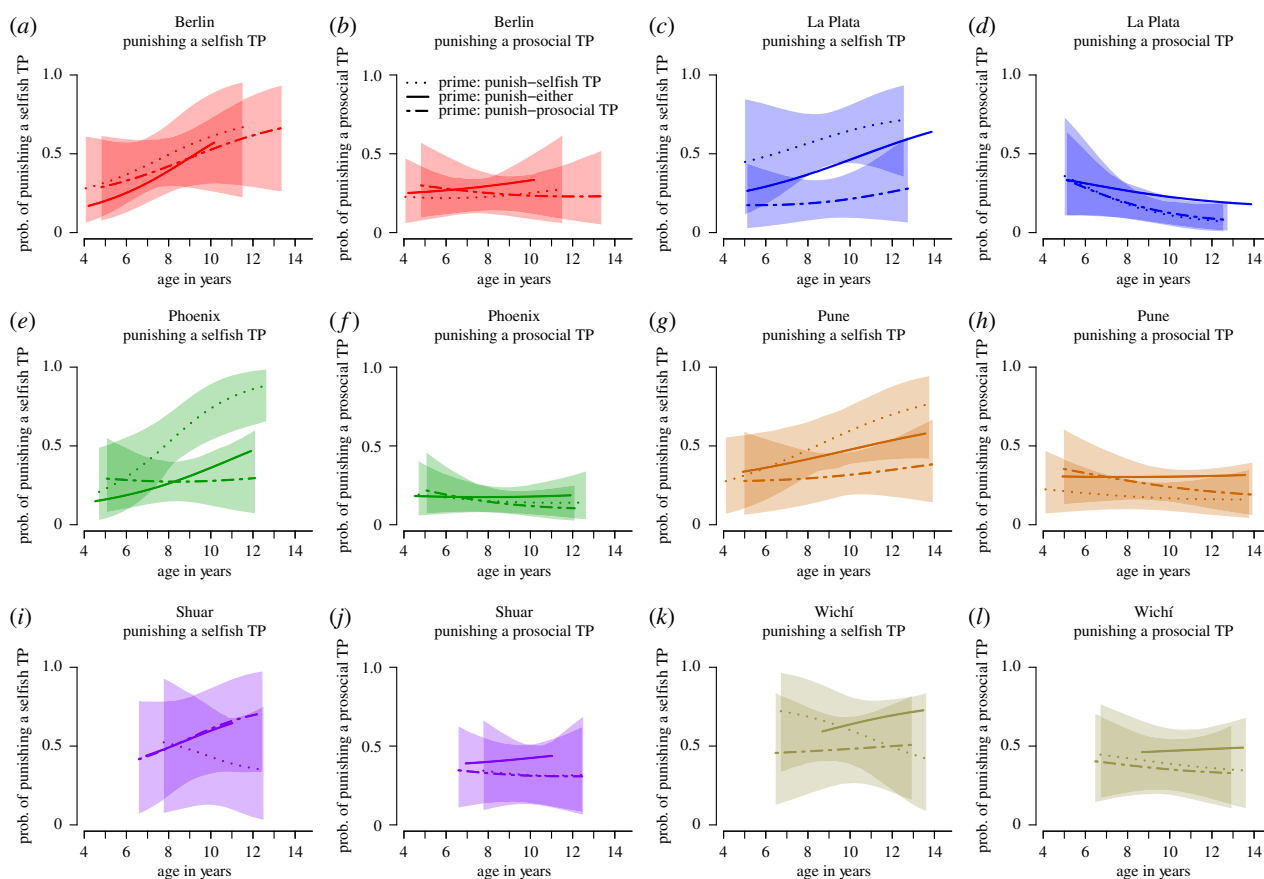 (a)
Berlin
punishing a selfish TP
prob. of punishing a selfish TP
1.0
0.5
0
4 6 8 10 12 14
age in years
(b)
Berlin
punishing a prosocial TP
prob. of punishing a prosocial TP
1.0
0.5
0
prime: punish–selfish TP
prime: punish–either
prime: punish–prosocial TP
4 6 8 10 12 14
age in years
(c)
La Plata
punishing a selfish TP
prob. of punishing a selfish TP
1.0
0.5
0
4 6 8 10 12 14
age in years
(d)
La Plata
punishing a prosocial TP
prob. of punishing a prosocial TP
1.0
0.5
0
4 6 8 10 12 14
age in years
(e)
Phoenix
punishing a selfish TP
prob. of punishing a selfish TP
1.0
0.5
0
4 6 8 10 12 14
age in years
(f)
Phoenix
punishing a prosocial TP
prob. of punishing a prosocial TP
1.0
0.5
0
4 6 8 10 12 14
age in years
(g)
Pune
punishing a selfish TP
prob. of punishing a selfish TP
1.0
0.5
0
4 6 8 10 12 14
age in years
(h)
Pune
punishing a prosocial TP
prob. of punishing a prosocial TP
1.0
0.5
0
4 6 8 10 12 14
age in years
(i)
Shuar
punishing a selfish TP
prob. of punishing a selfish TP
1.0
0.5
0
4 6 8 10 12 14
age in years
(j)
Shuar
punishing a prosocial TP
prob. of punishing a prosocial TP
1.0
0.5
0
4 6 8 10 12 14
age in years
(k)
Wichí
punishing a selfish TP
prob. of punishing a selfish TP
1.0
0.5
0
4 6 8 10 12 14
age in years
(l)
Wichí
punishing a prosocial TP
prob. of punishing a prosocial TP
1.0
0.5
0
4 6 8 10 12 14
age in years